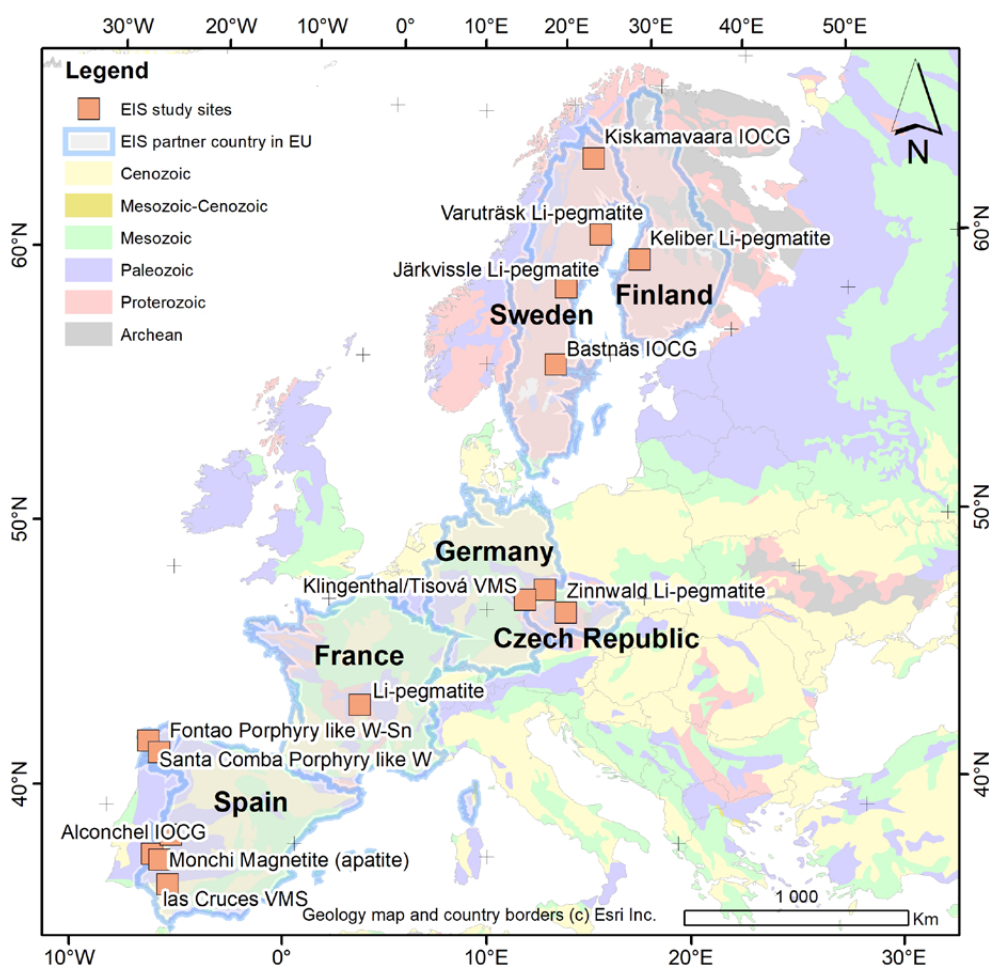 30°W 20°W 10°W 0° 10°E 20°E 30°E 40°E 50°E
Legend
EIS study sites
EIS partner country in EU
Cenozoic
Mesozoic-Cenozoic
Mesozoic
Paleozoic
Proterozoic
Archean
N
Kiskamavaara IOCG
Varuträsk Li-pegmatite
60°N
60°N
Keliber Li-pegmatite
Järkvissle Li-pegmatite
Finland
Sweden
Bastnäs IOCG
50°N
50°N
Germany
Klingenthal/Tisová VMS
Zinnwald Li-pegmatite
Czech Republic
France
Li-pegmatite
Fontao Porphyry like W-Sn
Santa Comba Porphyry like W
40°N
40°N
Spain
Alconchel IOCG
Monchi Magnetite (apatite)
las Cruces VMS
1 000
Geology map and country borders (c) Esri Inc.
Km
10°W 0° 10°E 20°E 30°E